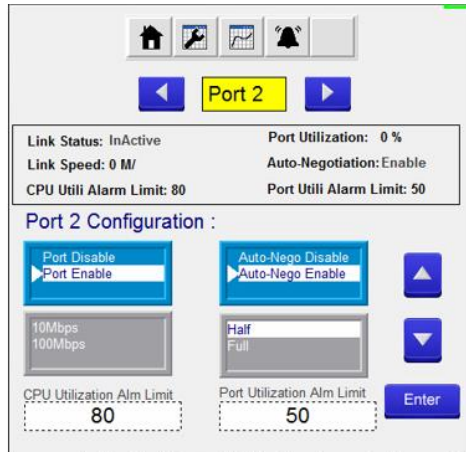 Port 2
Link Status: InActive Port Utilization: 0 %
Link Speed: 0 M/ Auto-Negotiation: Enable
CPU Utili Alarm Limit: 80 Port Utili Alarm Limit: 50
Port 2 Configuration :
Port Disable Auto-Nego Disable
Port Enable Auto-Nego Enable
10Mbps Half
100Mbps Full
CPU Utilization Alm Limit Port Utilization Alm Limit
80 50 Enter